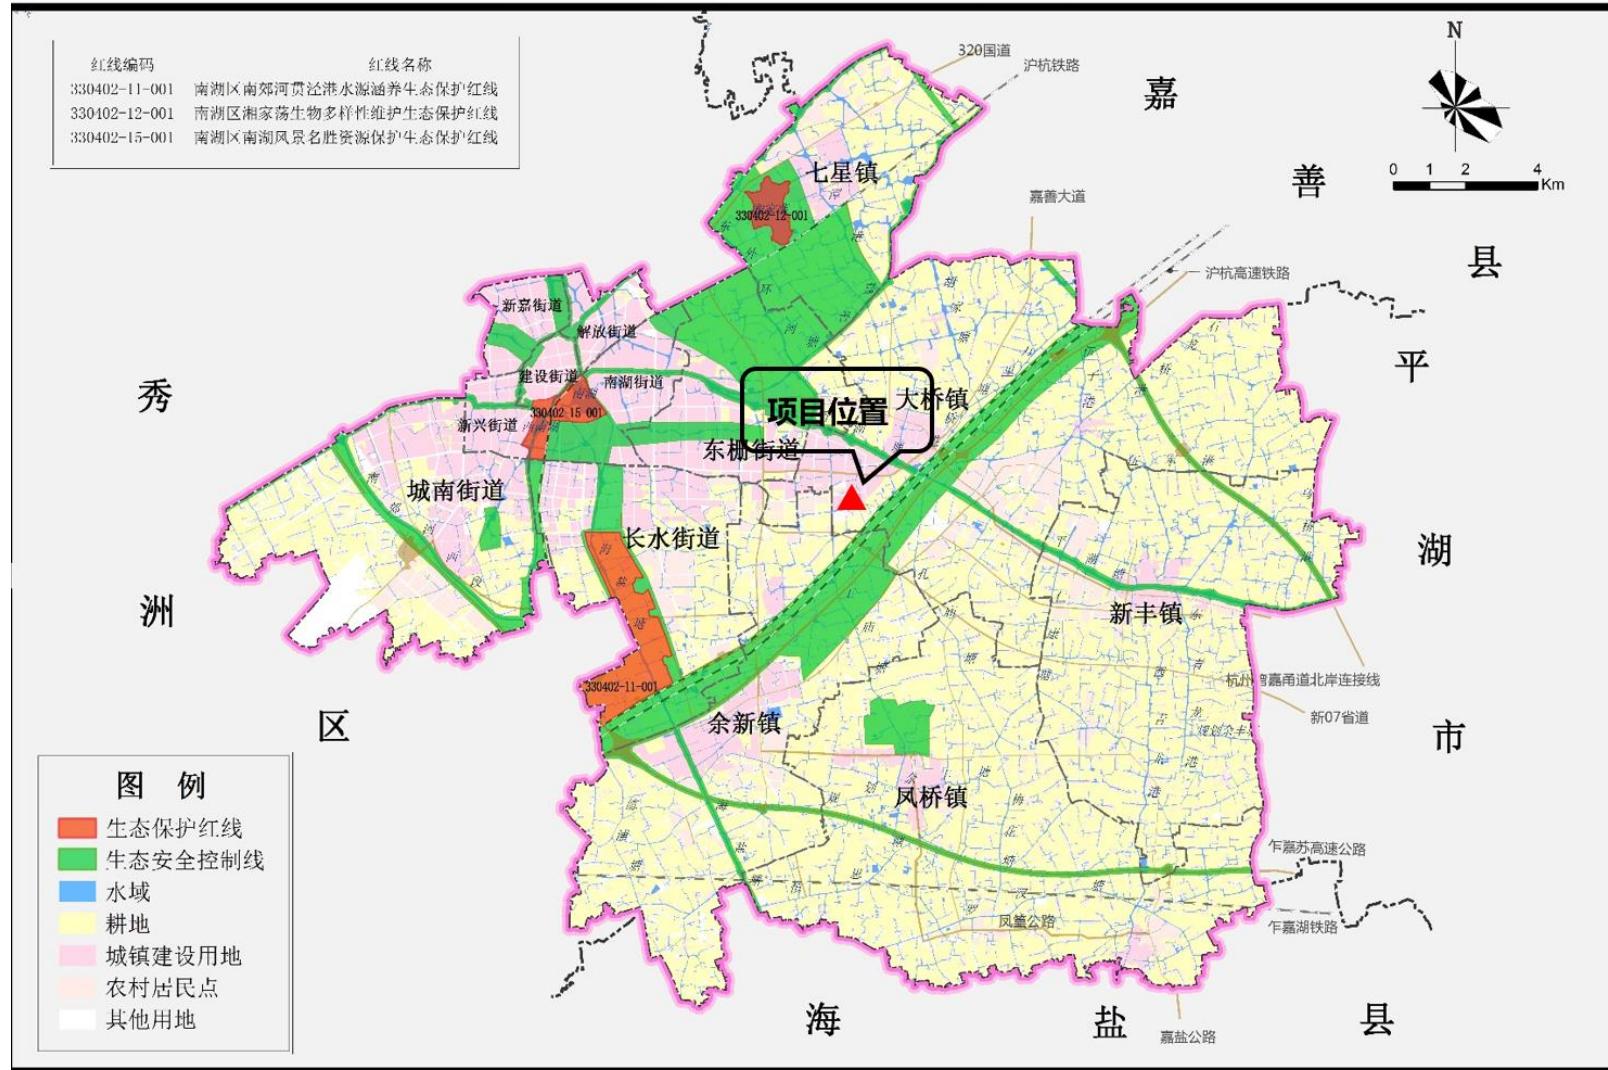 红线编码 红线名称
330402-11-001 南湖区南郊河贯泾港水源涵养生态保护红线
330402-12-001 南湖区湘家荡生物多样性维护生态保护红线
330402-15-001 南湖区南湖风景名胜资源保护生态保护红线
320国道
沪杭铁路
N
0 1 2 4 Km
嘉
善
县
七星镇
嘉善大道
330402-12-001
沪杭高速铁路
新嘉街道
解放街道
平
湖
市
秀
洲
区
建设街道
南湖街道
大桥镇
项目位置
330402-15-001
新兴街道
东栅街道
城南街道
长水街道
新丰镇
330402-11-001
杭州湾嘉甬道北岸连接线
新07省道
余新镇
凤桥镇
乍嘉苏高速公路
凤篁公路
乍嘉湖铁路
海
盐
县
嘉盐公路
图 例
生态保护红线
生态安全控制线
水域
耕地
城镇建设用地
农村居民点
其他用地